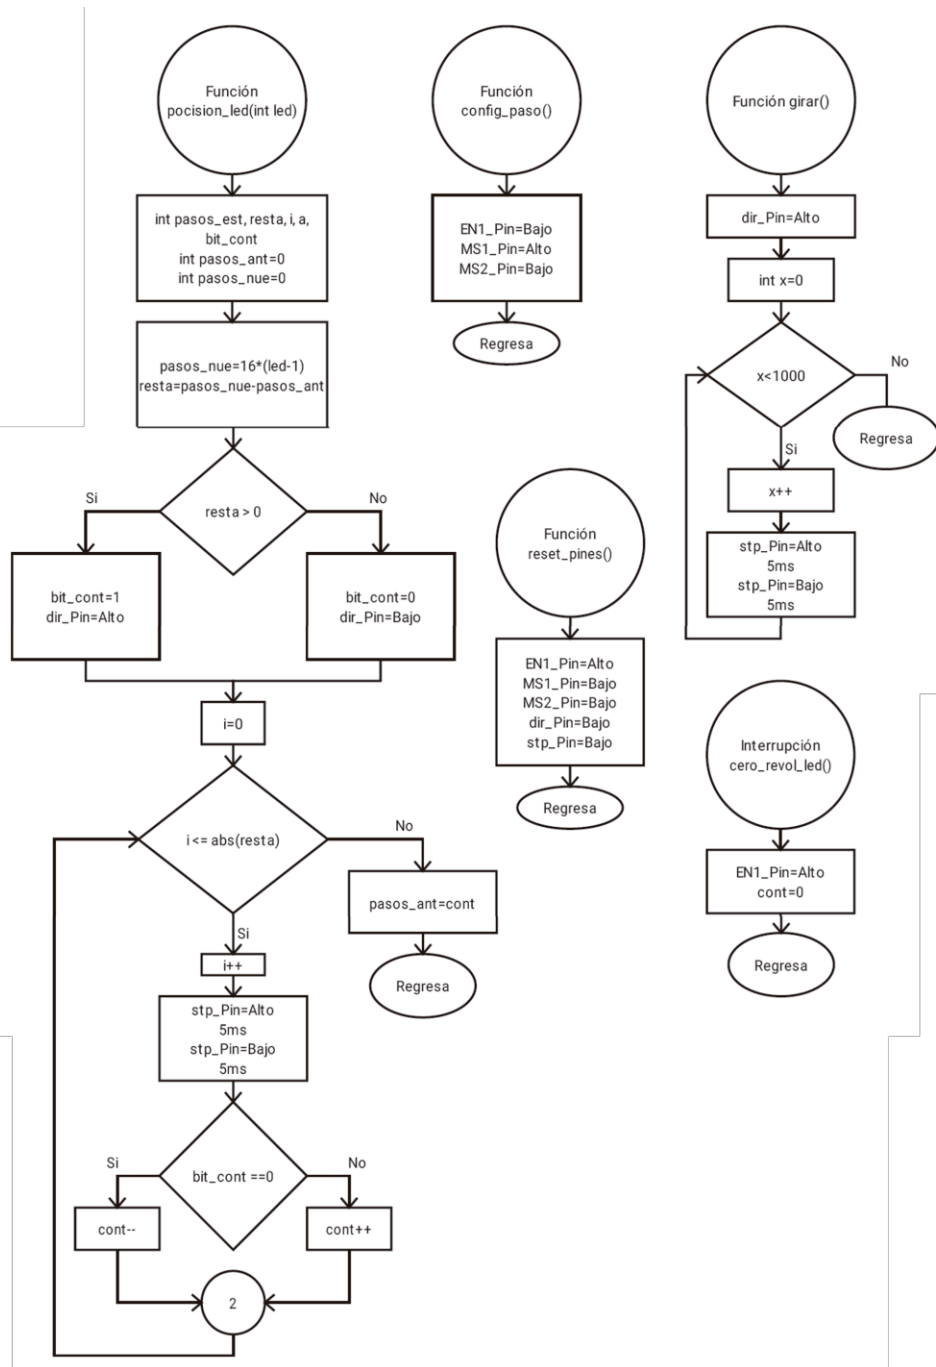 Función
pocision_led(int led)
int pasos_est, resta, i, a,
bit_cont
int pasos_ant=0
int pasos_nue=0
pasos_nue=16*(led-1)
resta=pasos_nue-pasos_ant
resta > 0
Si
No
bit_cont=1
dir_Pin=Alto
bit_cont=0
dir_Pin=Bajo
i=0
i <= abs(resta)
No
pasos_ant=cont
Regresa
Si
i++
stp_Pin=Alto
5ms
stp_Pin=Bajo
5ms
bit_cont ==0
Si
No
cont--
cont++
2
Función
config_paso()
EN1_Pin=Bajo
MS1_Pin=Alto
MS2_Pin=Bajo
Regresa
Función
reset_pines()
EN1_Pin=Alto
MS1_Pin=Bajo
MS2_Pin=Bajo
dir_Pin=Bajo
stp_Pin=Bajo
Regresa
Función girar()
dir_Pin=Alto
int x=0
x<1000
No
Regresa
Si
x++
stp_Pin=Alto
5ms
stp_Pin=Bajo
5ms
Interrupción
cero_revol_led()
EN1_Pin=Alto
cont=0
Regresa